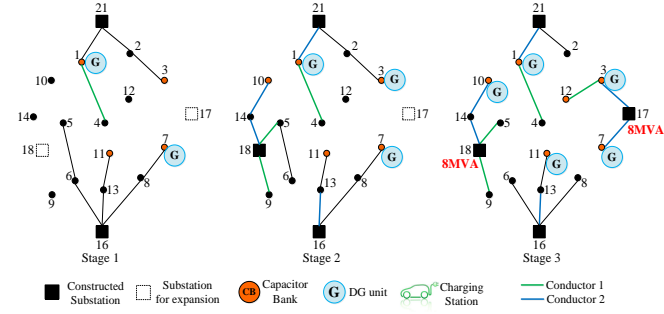 21
1
G
2
3
10
12
14
5
4
17
7
G
18
11
6
13
8
9
16
Stage 1
21
1
G
2
3
G
10
12
14
5
4
17
7
G
18
11
6
13
8
9
16
Stage 2
21
1
G
2
3
G
10
G
12
14
5
4
17
8MVA
7
G
18
8MVA
11
G
6
13
8
9
16
Stage 3
Constructed
Substation
Substation
for expansion
CB
Capacitor
Bank
G
DG unit
Charging
Station
Conductor 1
Conductor 2